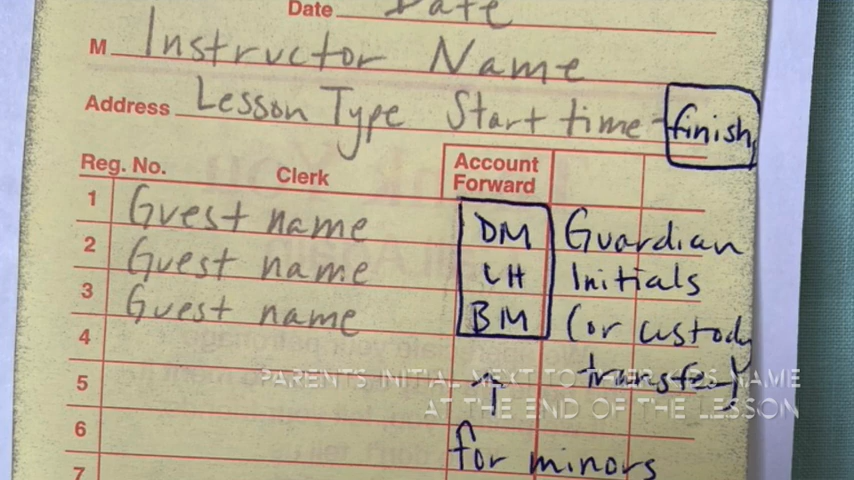 Date Date
M Instructor Name
Address Lesson Type Start time - finish
Reg. No. Clerk Account Forward
1 Guest name DM Guardian
2 Guest name LH Initials
3 Guest name BM (or custody
4 transfer)
5
PARENTS INITIAL NEXT TO THEIR KIDS NAME
AT THE END OF THE LESSON
6 for minors
7